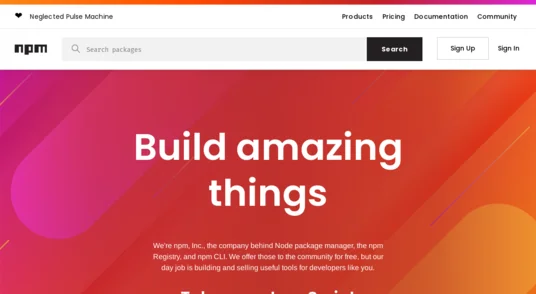 ❤ Neglected Pulse Machine
Products Pricing Documentation Community
npm
Search packages
Search
Sign Up
Sign In
Build amazing
things
We're npm, Inc., the company behind Node package manager, the npm
Registry, and npm CLI. We offer those to the community for free, but our
day job is building and selling useful tools for developers like you.